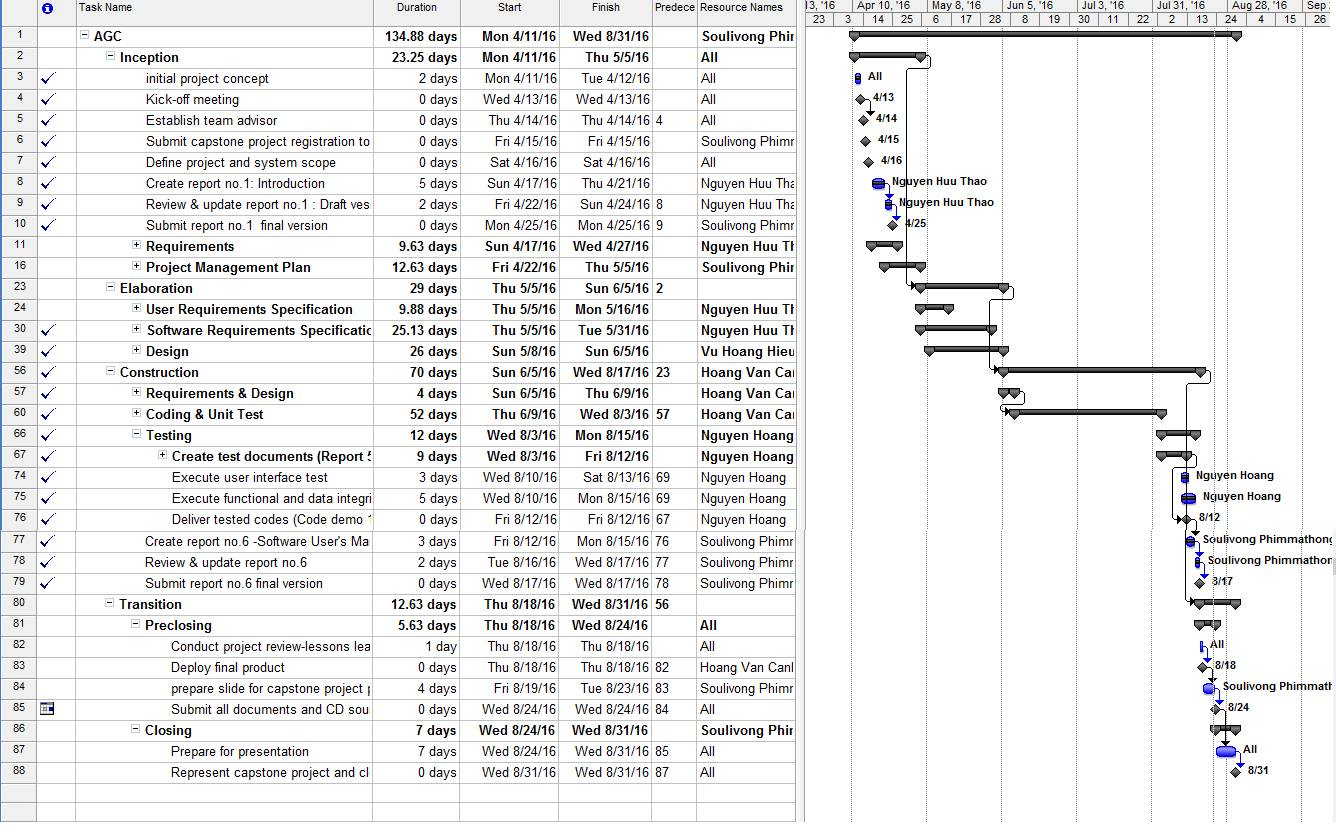 Task Name Duration Start Finish Predece Resource Names
1 AGC 134.88 days Mon 4/11/16 Wed 8/31/16 Soulivong Phir
2 Inception 23.25 days Mon 4/11/16 Thu 5/5/16 All
3 initial project concept 2 days Mon 4/11/16 Tue 4/12/16 All
4 Kick-off meeting 0 days Wed 4/13/16 Wed 4/13/16 All
5 Establish team advisor 0 days Thu 4/14/16 Thu 4/14/16 4 All
6 Submit capstone project registration to 0 days Fri 4/15/16 Fri 4/15/16 Soulivong Phimr
7 Define project and system scope 0 days Sat 4/16/16 Sat 4/16/16 All
8 Create report no.1: Introduction 5 days Sun 4/17/16 Thu 4/21/16 Nguyen Huu Tha
9 Review & update report no.1 : Draft ves 2 days Fri 4/22/16 Sun 4/24/16 8 Nguyen Huu Tha
10 Submit report no.1 final version 0 days Mon 4/25/16 Mon 4/25/16 9 Soulivong Phimr
11 Requirements 9.63 days Sun 4/17/16 Wed 4/27/16 Nguyen Huu Th
16 Project Management Plan 12.63 days Fri 4/22/16 Thu 5/5/16 Soulivong Phir
23 Elaboration 29 days Thu 5/5/16 Sun 6/5/16 2
24 User Requirements Specification 9.88 days Thu 5/5/16 Mon 5/16/16 Nguyen Huu Th
30 Software Requirements Specificatic 25.13 days Thu 5/5/16 Tue 5/31/16 Nguyen Huu Th
39 Design 26 days Sun 5/8/16 Sun 6/5/16 Vu Hoang Hieu
56 Construction 70 days Sun 6/5/16 Wed 8/17/16 23 Hoang Van Can
57 Requirements & Design 4 days Sun 6/5/16 Thu 6/9/16 Hoang Van Can
60 Coding & Unit Test 52 days Thu 6/9/16 Wed 8/3/16 57 Hoang Van Can
66 Testing 12 days Wed 8/3/16 Mon 8/15/16 Nguyen Hoang
67 Create test documents (Report 5 9 days Wed 8/3/16 Fri 8/12/16 Nguyen Hoang
74 Execute user interface test 3 days Wed 8/10/16 Sat 8/13/16 69 Nguyen Hoang
75 Execute functional and data integri 5 days Wed 8/10/16 Mon 8/15/16 69 Nguyen Hoang
76 Deliver tested codes (Code demo 1 0 days Fri 8/12/16 Fri 8/12/16 67 Nguyen Hoang
77 Create report no.6 -Software User's Ma 3 days Fri 8/12/16 Mon 8/15/16 76 Soulivong Phimr
78 Review & update report no.6 2 days Tue 8/16/16 Wed 8/17/16 77 Soulivong Phimr
79 Submit report no.6 final version 0 days Wed 8/17/16 Wed 8/17/16 78 Soulivong Phimr
80 Transition 12.63 days Thu 8/18/16 Wed 8/31/16 56
81 Preclosing 5.63 days Thu 8/18/16 Wed 8/24/16 All
82 Conduct project review-lessons lea 1 day Thu 8/18/16 Thu 8/18/16 All
83 Deploy final product 0 days Thu 8/18/16 Thu 8/18/16 82 Hoang Van Canl
84 prepare slide for capstone project p 4 days Fri 8/19/16 Tue 8/23/16 83 Soulivong Phimr
85 Submit all documents and CD sou 0 days Wed 8/24/16 Wed 8/24/16 84 All
86 Closing 7 days Wed 8/24/16 Wed 8/31/16 Soulivong Phir
87 Prepare for presentation 7 days Wed 8/24/16 Wed 8/31/16 85 All
88 Represent capstone project and cl 0 days Wed 8/31/16 Wed 8/31/16 87 All
13, '16 Apr 10, '16 May 8, '16 Jun 5, '16 Jul 3, '16 Jul 31, '16 Aug 28, '16 Sep
23 3 14 25 6 17 28 8 19 30 11 22 2 13 24 4 15 26
All
4/13
4/14
4/15
4/16
Nguyen Huu Thao
Nguyen Huu Thao
4/25
Nguyen Hoang
Nguyen Hoang
8/12
Soulivong Phimmathong
Soulivong Phimmathon
8/17
All
8/18
Soulivong Phimmath
8/24
All
8/31